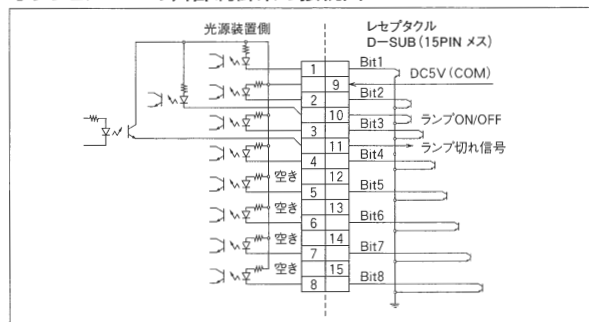 光源装置側
レセプタクル
D-SUB(15PIN メス)
1
Bit1
9
DC5V(COM)
2
Bit2
10
3
Bit3
ランプON/OFF
11
ランプ切れ信号
4
Bit4
空き
12
5
Bit5
空き
13
6
Bit6
空き
14
7
Bit7
空き
15
8
Bit8